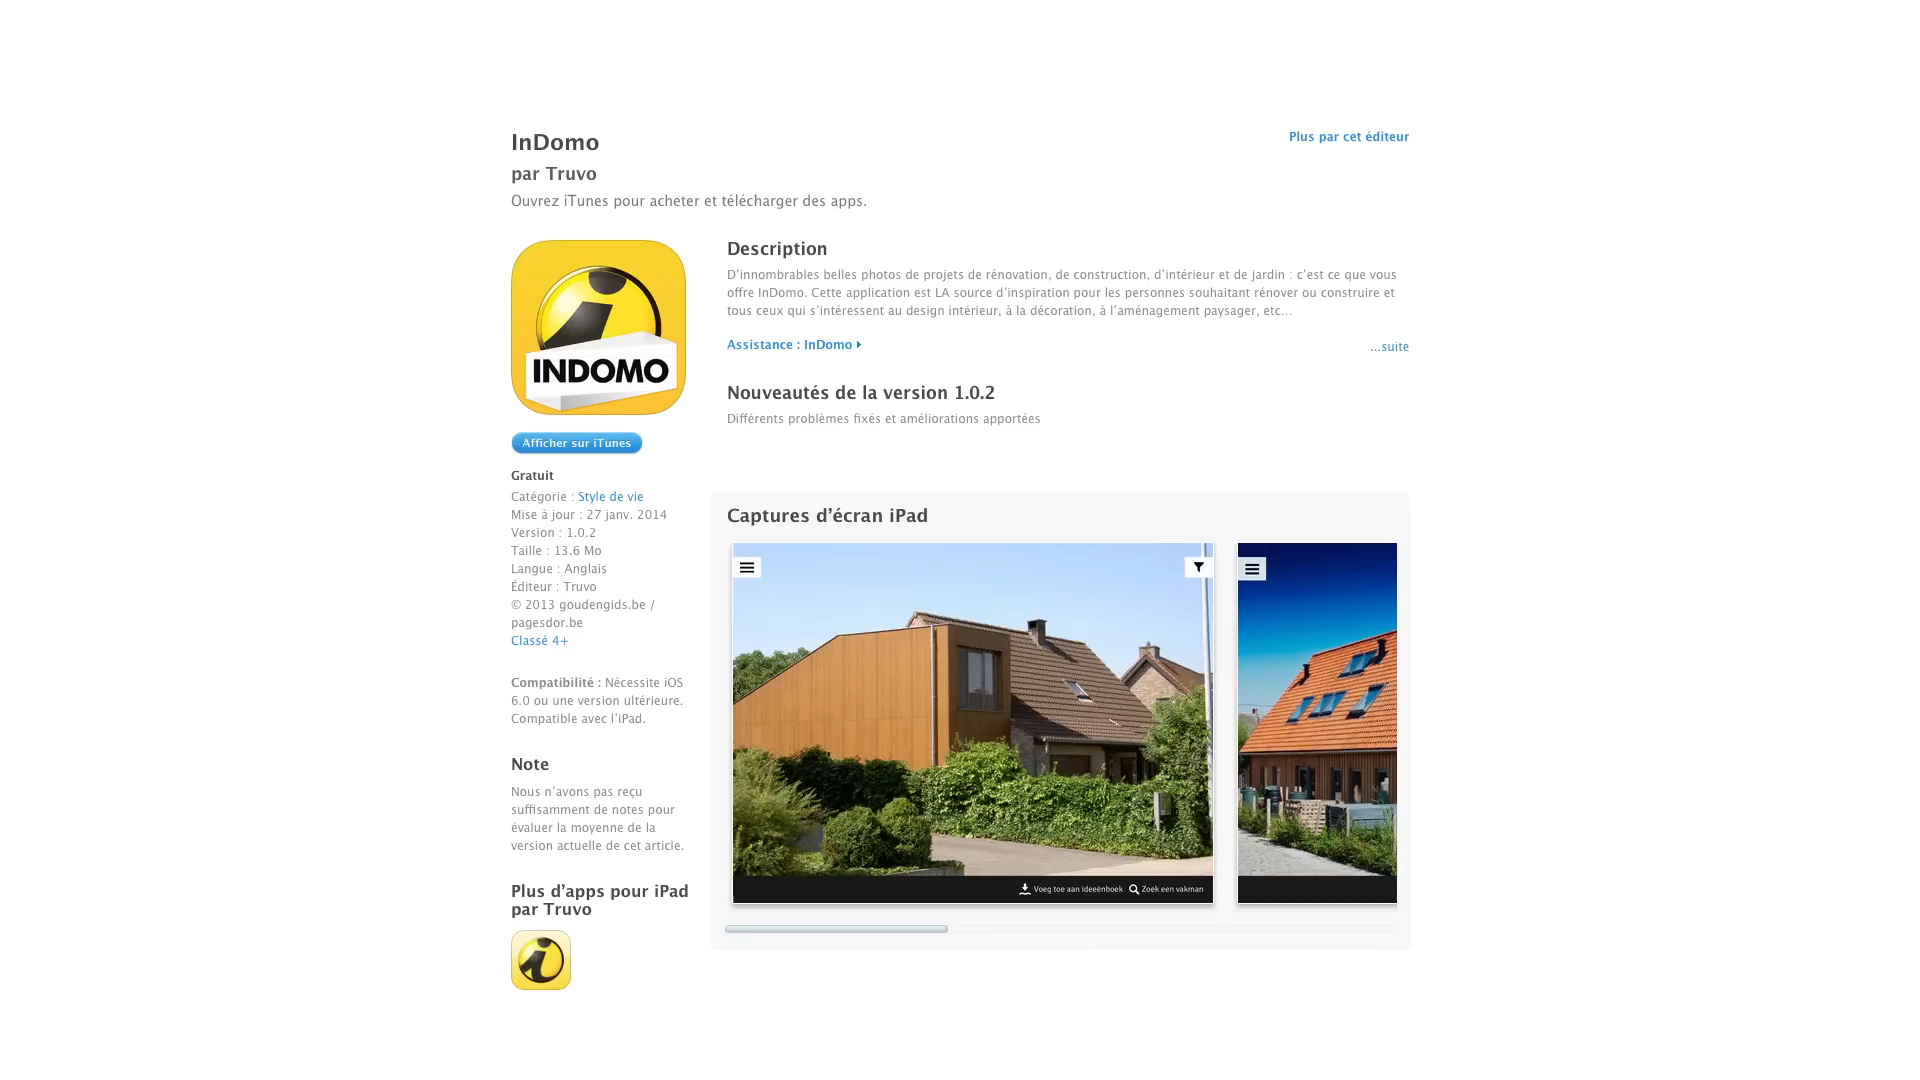 InDomo
Plus par cet éditeur
par Truvo
Ouvrez iTunes pour acheter et télécharger des apps.
INDOMO
Afficher sur iTunes
Gratuit
Catégorie : Style de vie
Mise à jour : 27 janv. 2014
Version : 1.0.2
Taille : 13.6 Mo
Langue : Anglais
Éditeur : Truvo
© 2013 goudengids.be /
pagesdor.be
Classé 4+
Compatibilité : Nécessite iOS
6.0 ou une version ultérieure.
Compatible avec l’iPad.
Note
Nous n’avons pas reçu
suffisamment de notes pour
évaluer la moyenne de la
version actuelle de cet article.
Plus d’apps pour iPad
par Truvo
Description
D’innombrables belles photos de projets de rénovation, de construction, d’intérieur et de jardin : c’est ce que vous
offre InDomo. Cette application est LA source d’inspiration pour les personnes souhaitant rénover ou construire et
tous ceux qui s’intéressent au design intérieur, à la décoration, à l’aménagement paysager, etc...
Assistance : InDomo
...suite
Nouveautés de la version 1.0.2
Différents problèmes fixés et améliorations apportées
Captures d’écran iPad
Voeg toe aan ideeënboek Zoek een vakman